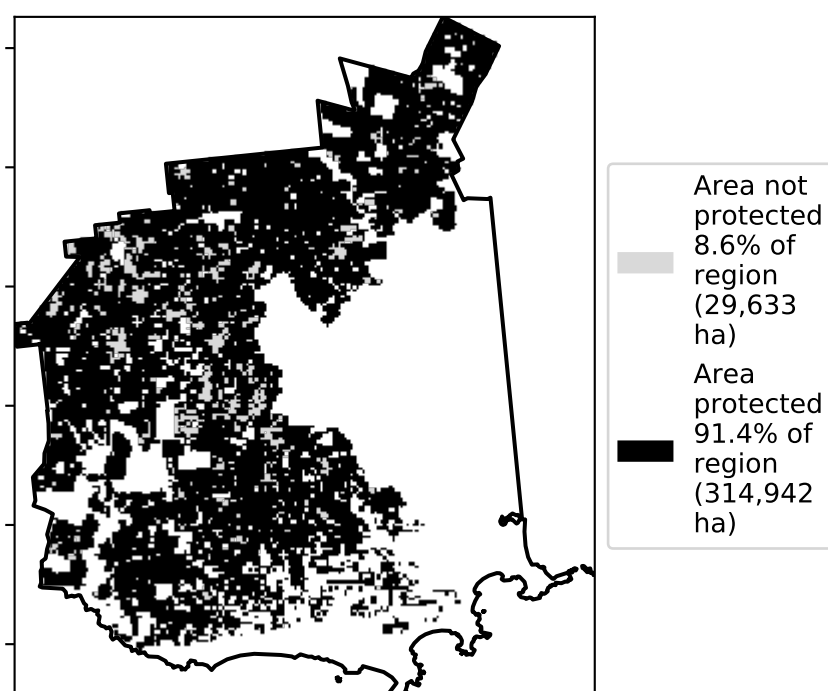 Area not
protected
8.6% of
region
(29,633
ha)
Area
protected
91.4% of
region
(314,942
ha)